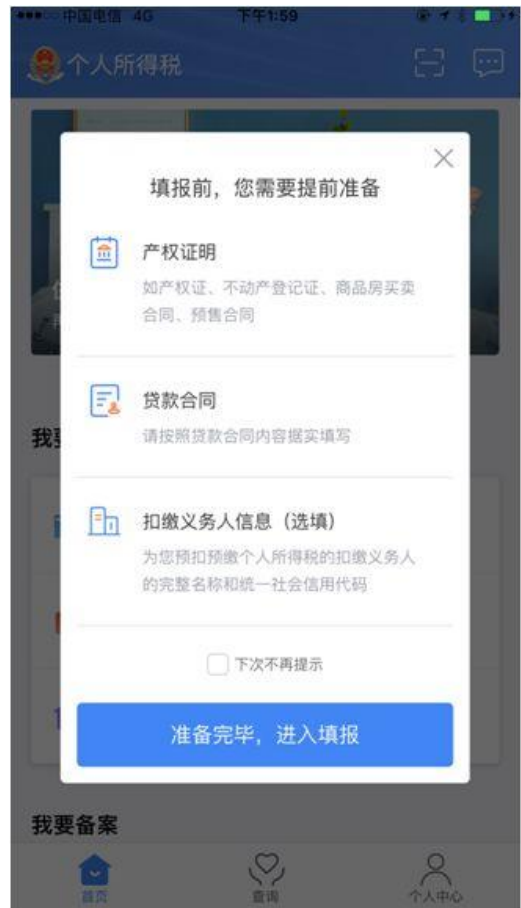 中国电信 4G 下午1:59
个人所得税
填报前，您需要提前准备
产权证明
如产权证、不动产登记证、商品房买卖
合同、预售合同
贷款合同
请按照贷款合同内容据实填写
扣缴义务人信息（选填）
为您预扣预缴个人所得税的扣缴义务人
的完整名称和统一社会信用代码
下次不再提示
准备完毕，进入填报
我要
我要备案
首页 查询 个人中心